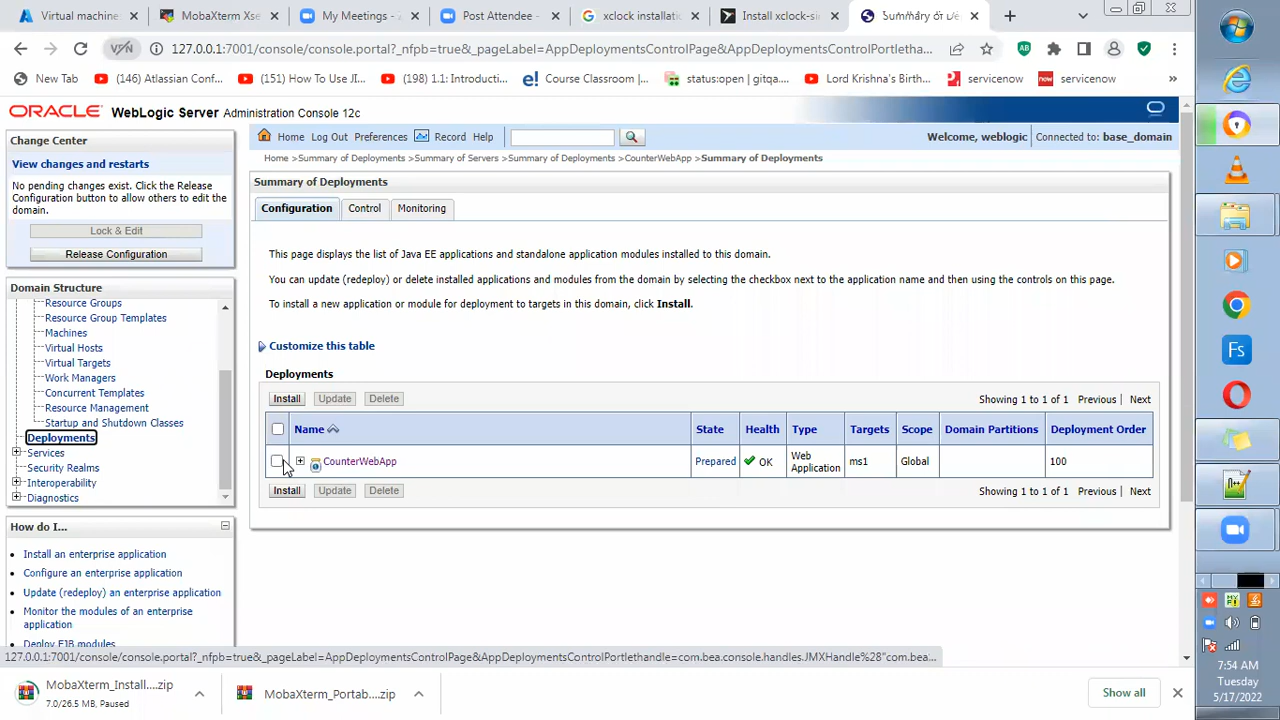 Virtual machine:
MobaXterm Xse
My Meetings -
Post Attendee -
xclock installati
Install xclock-si
Summary of De
127.0.0.1:7001/console/console.portal?_nfpb=true&_pageLabel=AppDeploymentsControlPage&AppDeploymentsControlPortletha...
New Tab
(146) Atlassian Conf...
(151) How To Use JI...
(198) 1.1: Introducti...
Course Classroom |...
status:open | gitqa....
Lord Krishna's Birth...
servicenow
servicenow
ORACLE WebLogic Server Administration Console 12c
Change Center
View changes and restarts
No pending changes exist. Click the Release
Configuration button to allow others to edit the
domain.
Lock & Edit
Release Configuration
Domain Structure
Resource Groups
Resource Group Templates
Machines
Virtual Hosts
Virtual Targets
Work Managers
Concurrent Templates
Resource Management
Startup and Shutdown Classes
Deployments
Services
Security Realms
Interoperability
Diagnostics
How do I...
Install an enterprise application
Configure an enterprise application
Update (redeploy) an enterprise application
Monitor the modules of an enterprise
application
Deploy EJB modules
Home Log Out Preferences Record Help
Welcome, weblogic
Connected to: base_domain
Home >Summary of Deployments >Summary of Servers >Summary of Deployments >CounterWebApp >Summary of Deployments
Summary of Deployments
Configuration Control Monitoring
This page displays the list of Java EE applications and standalone application modules installed to this domain.
You can update (redeploy) or delete installed applications and modules from the domain by selecting the checkbox next to the application name and then using the controls on this page.
To install a new application or module for deployment to targets in this domain, click Install.
Customize this table
Deployments
Install Update Delete
Showing 1 to 1 of 1 Previous | Next
Name State Health Type Targets Scope Domain Partitions Deployment Order
CounterWebApp Prepared OK Web Application ms1 Global 100
Install Update Delete
Showing 1 to 1 of 1 Previous | Next
127.0.0.1:7001/console/console.portal?_nfpb=true&_pageLabel=AppDeploymentsControlPage&AppDeploymentsControlPortlethandle=com.bea.console.handles.JMXHandle%28"com.be...
MobaXterm_Install....zip
7.0/26.5 MB, Paused
MobaXterm_Portab....zip
Show all
Fs
7:54 AM
Tuesday
5/17/2022